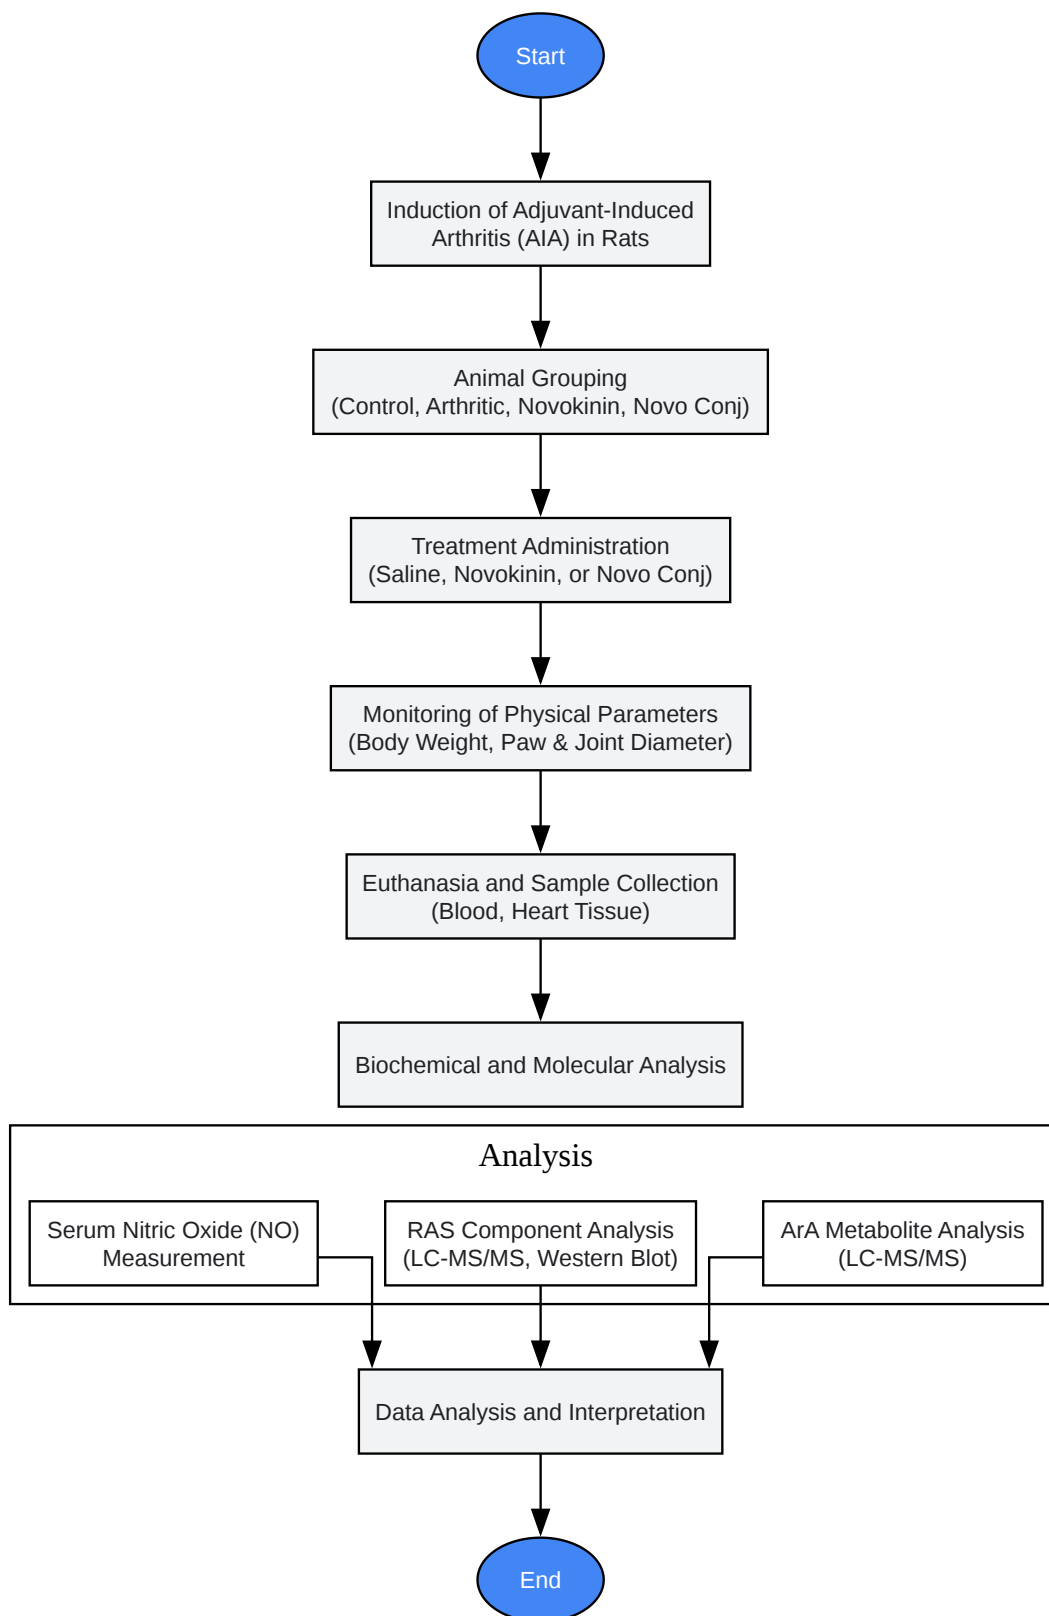 Start
Induction of Adjuvant-Induced
Arthritis (AIA) in Rats
Animal Grouping
(Control, Arthritic, Novokinin, Novo Conj)
Treatment Administration
(Saline, Novokinin, or Novo Conj)
Monitoring of Physical Parameters
(Body Weight, Paw & Joint Diameter)
Euthanasia and Sample Collection
(Blood, Heart Tissue)
Biochemical and Molecular Analysis
Analysis
Serum Nitric Oxide (NO)
Measurement
RAS Component Analysis
(LC-MS/MS, Western Blot)
ArA Metabolite Analysis
(LC-MS/MS)
Data Analysis and Interpretation
End